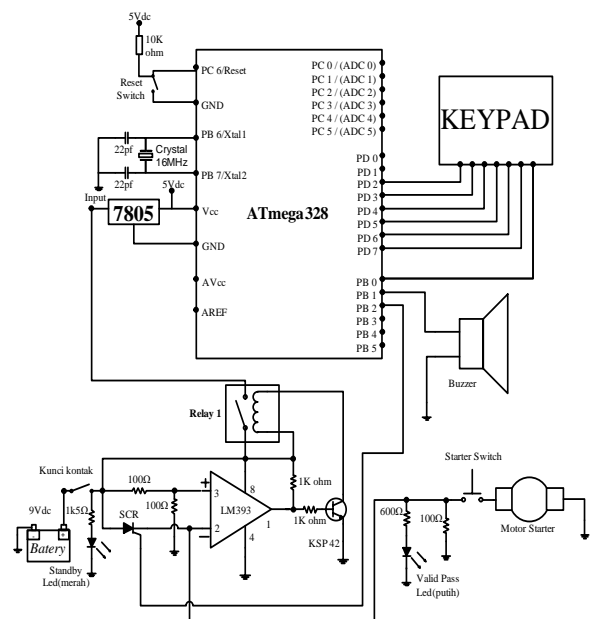 5Vdc
10K
ohm
Reset
Switch
PC 6/Reset
GND
PB 6/Xtal1
22pf
Crystal
16MHz
22pf
PB 7/Xtal2
Input
5Vdc
7805
Vcc
GND
AVcc
AREF
ATmega328
PC 0 / (ADC 0)
PC 1 / (ADC 1)
PC 2 / (ADC 2)
PC 3 / (ADC 3)
PC 4 / (ADC 4)
PC 5 / (ADC 5)
PD 0
PD 1
PD 2
PD 3
PD 4
PD 5
PD 6
PD 7
PB 0
PB 1
PB 2
PB 3
PB 4
PB 5
KEYPAD
Buzzer
Relay 1
Kunci kontak
100Ω
100Ω
1k5Ω
SCR
9Vdc
-
+
Batery
Standby
Led(merah)
+
3
8
LM393
2
−
4
1
1K ohm
1K ohm
KSP 42
Starter Switch
600Ω
100Ω
Motor Starter
Valid Pass
Led(putih)